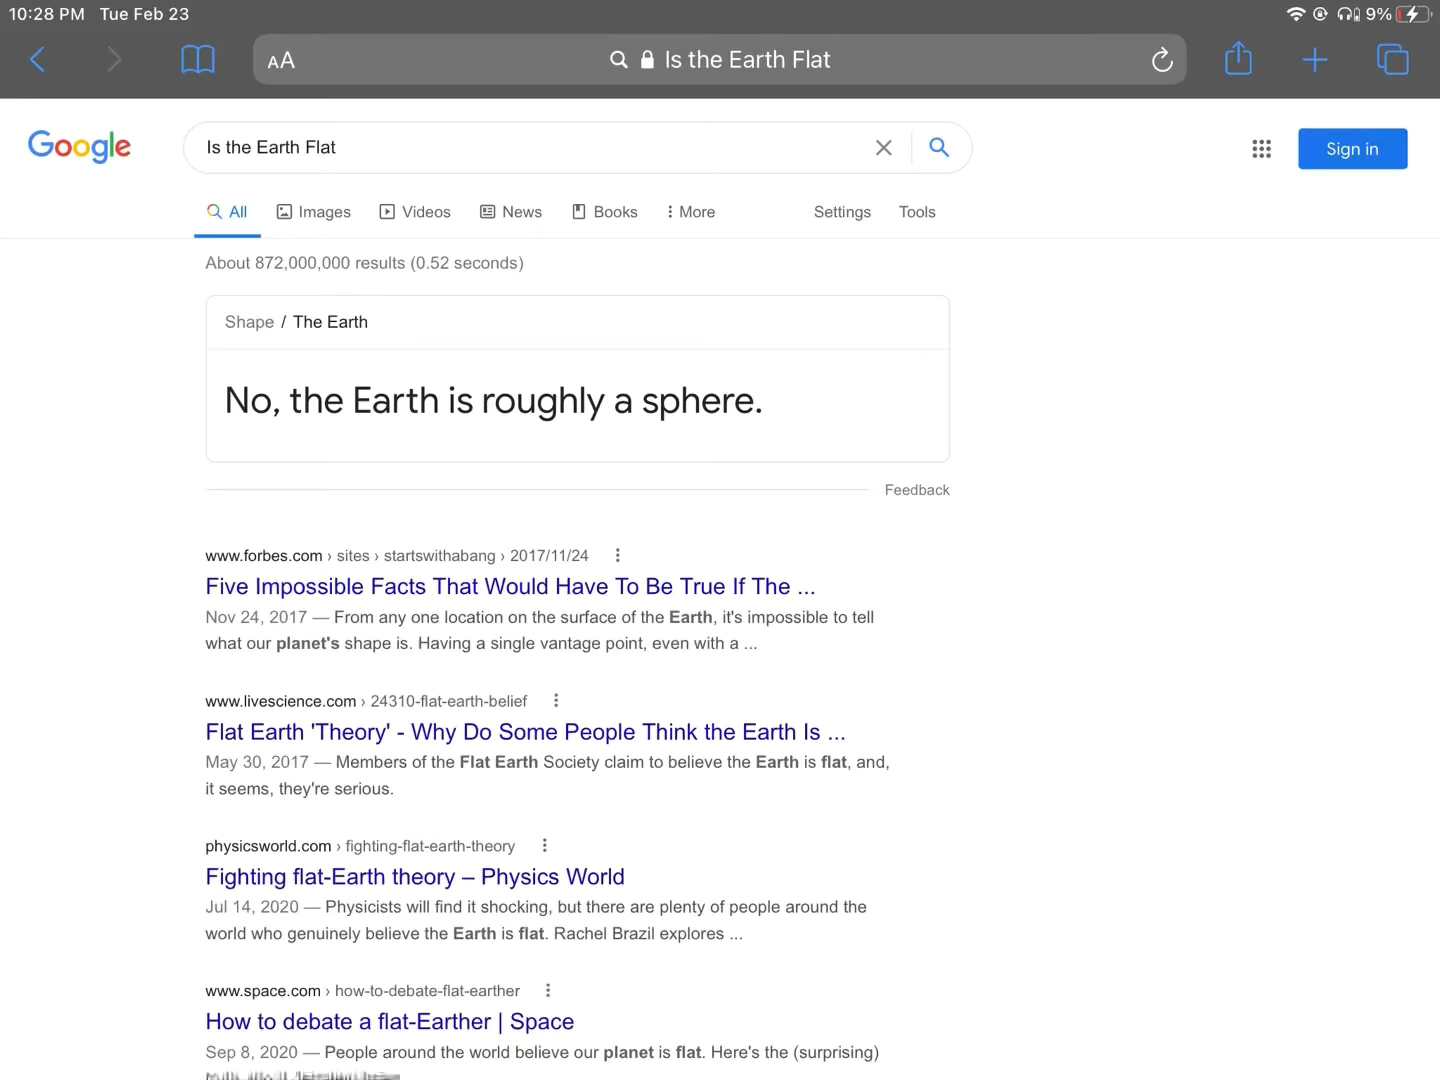 10:28 PM Tue Feb 23
9%
AA
Is the Earth Flat
Google
Is the Earth Flat
Sign in
All Images Videos News Books More Settings Tools
About 872,000,000 results (0.52 seconds)
Shape / The Earth
No, the Earth is roughly a sphere.
Feedback
www.forbes.com › sites › startswithabang › 2017/11/24
Five Impossible Facts That Would Have To Be True If The ...
Nov 24, 2017 — From any one location on the surface of the Earth, it's impossible to tell
what our planet's shape is. Having a single vantage point, even with a ...
www.livescience.com › 24310-flat-earth-belief
Flat Earth 'Theory' - Why Do Some People Think the Earth Is ...
May 30, 2017 — Members of the Flat Earth Society claim to believe the Earth is flat, and,
it seems, they're serious.
physicsworld.com › fighting-flat-earth-theory
Fighting flat-Earth theory – Physics World
Jul 14, 2020 — Physicists will find it shocking, but there are plenty of people around the
world who genuinely believe the Earth is flat. Rachel Brazil explores ...
www.space.com › how-to-debate-flat-earther
How to debate a flat-Earther | Space
Sep 8, 2020 — People around the world believe our planet is flat. Here's the (surprising)